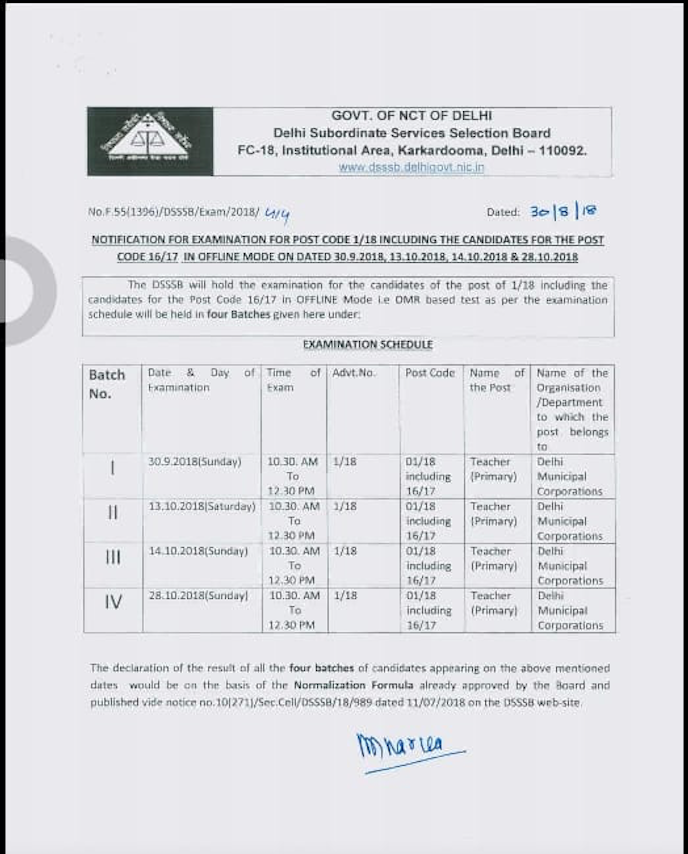 GOVT. OF NCT OF DELHI
Delhi Subordinate Services Selection Board
FC-18, Institutional Area, Karkardooma, Delhi – 110092.
www.dsssb.delhigovt.nic.in
No.F.55(1396)/DSSSB/Exam/2018/ 414
Dated: 30/8/18
NOTIFICATION FOR EXAMINATION FOR POST CODE 1/18 INCLUDING THE CANDIDATES FOR THE POST
CODE 16/17 IN OFFLINE MODE ON DATED 30.9.2018, 13.10.2018, 14.10.2018 & 28.10.2018
The DSSSB will hold the examination for the candidates of the post of 1/18 including the
candidates for the Post Code 16/17 in OFFLINE Mode i.e OMR based test as per the examination
schedule will be held in four Batches given here under:
EXAMINATION SCHEDULE
Batch Date & Day of Time of Advt.No. Post Code Name of Name of the
No. Examination Exam the Post Organisation
/Department
to which the
post belongs
to
I 30.9.2018(Sunday) 10.30. AM 1/18 01/18 Teacher Delhi
To including (Primary) Municipal
12.30 PM 16/17 Corporations
II 13.10.2018(Saturday) 10.30. AM 1/18 01/18 Teacher Delhi
To including (Primary) Municipal
12.30 PM 16/17 Corporations
III 14.10.2018(Sunday) 10.30. AM 1/18 01/18 Teacher Delhi
To including (Primary) Municipal
12.30 PM 16/17 Corporations
IV 28.10.2018(Sunday) 10.30. AM 1/18 01/18 Teacher Delhi
To including (Primary) Municipal
12.30 PM 16/17 Corporations
The declaration of the result of all the four batches of candidates appearing on the above mentioned
dates would be on the basis of the Normalization Formula already approved by the Board and
published vide notice no.10(271)/Sec.Cell/DSSSB/18/989 dated 11/07/2018 on the DSSSB web-site.